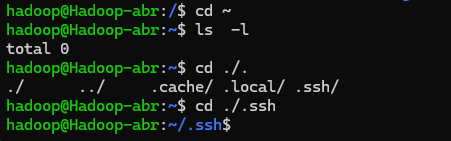 hadoop@Hadoop-abr:/$ cd ~
hadoop@Hadoop-abr:~$ ls  -l
total 0
hadoop@Hadoop-abr:~$ cd ./.
./      ../     .cache/ .local/ .ssh/
hadoop@Hadoop-abr:~$ cd ./.ssh
hadoop@Hadoop-abr:~/.ssh$